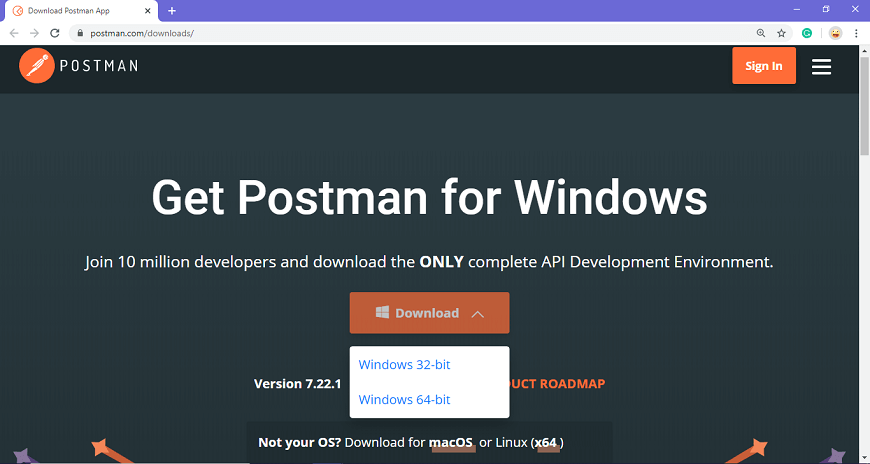 Download Postman App
postman.com/downloads/
POSTMAN
Sign In
Get Postman for Windows
Join 10 million developers and download the ONLY complete API Development Environment.
Download
Windows 32-bit
Version 7.22.1 ROADMAP
Windows 64-bit
Not your OS? Download for macOS or Linux (x64)